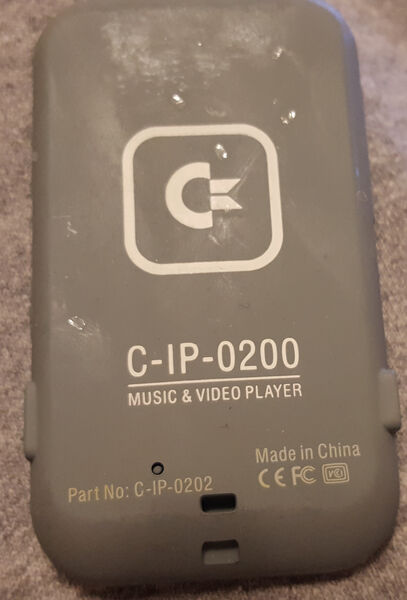 C-IP-0200
MUSIC & VIDEO PLAYER
Made in China
Part No: C-IP-0202
CE FC